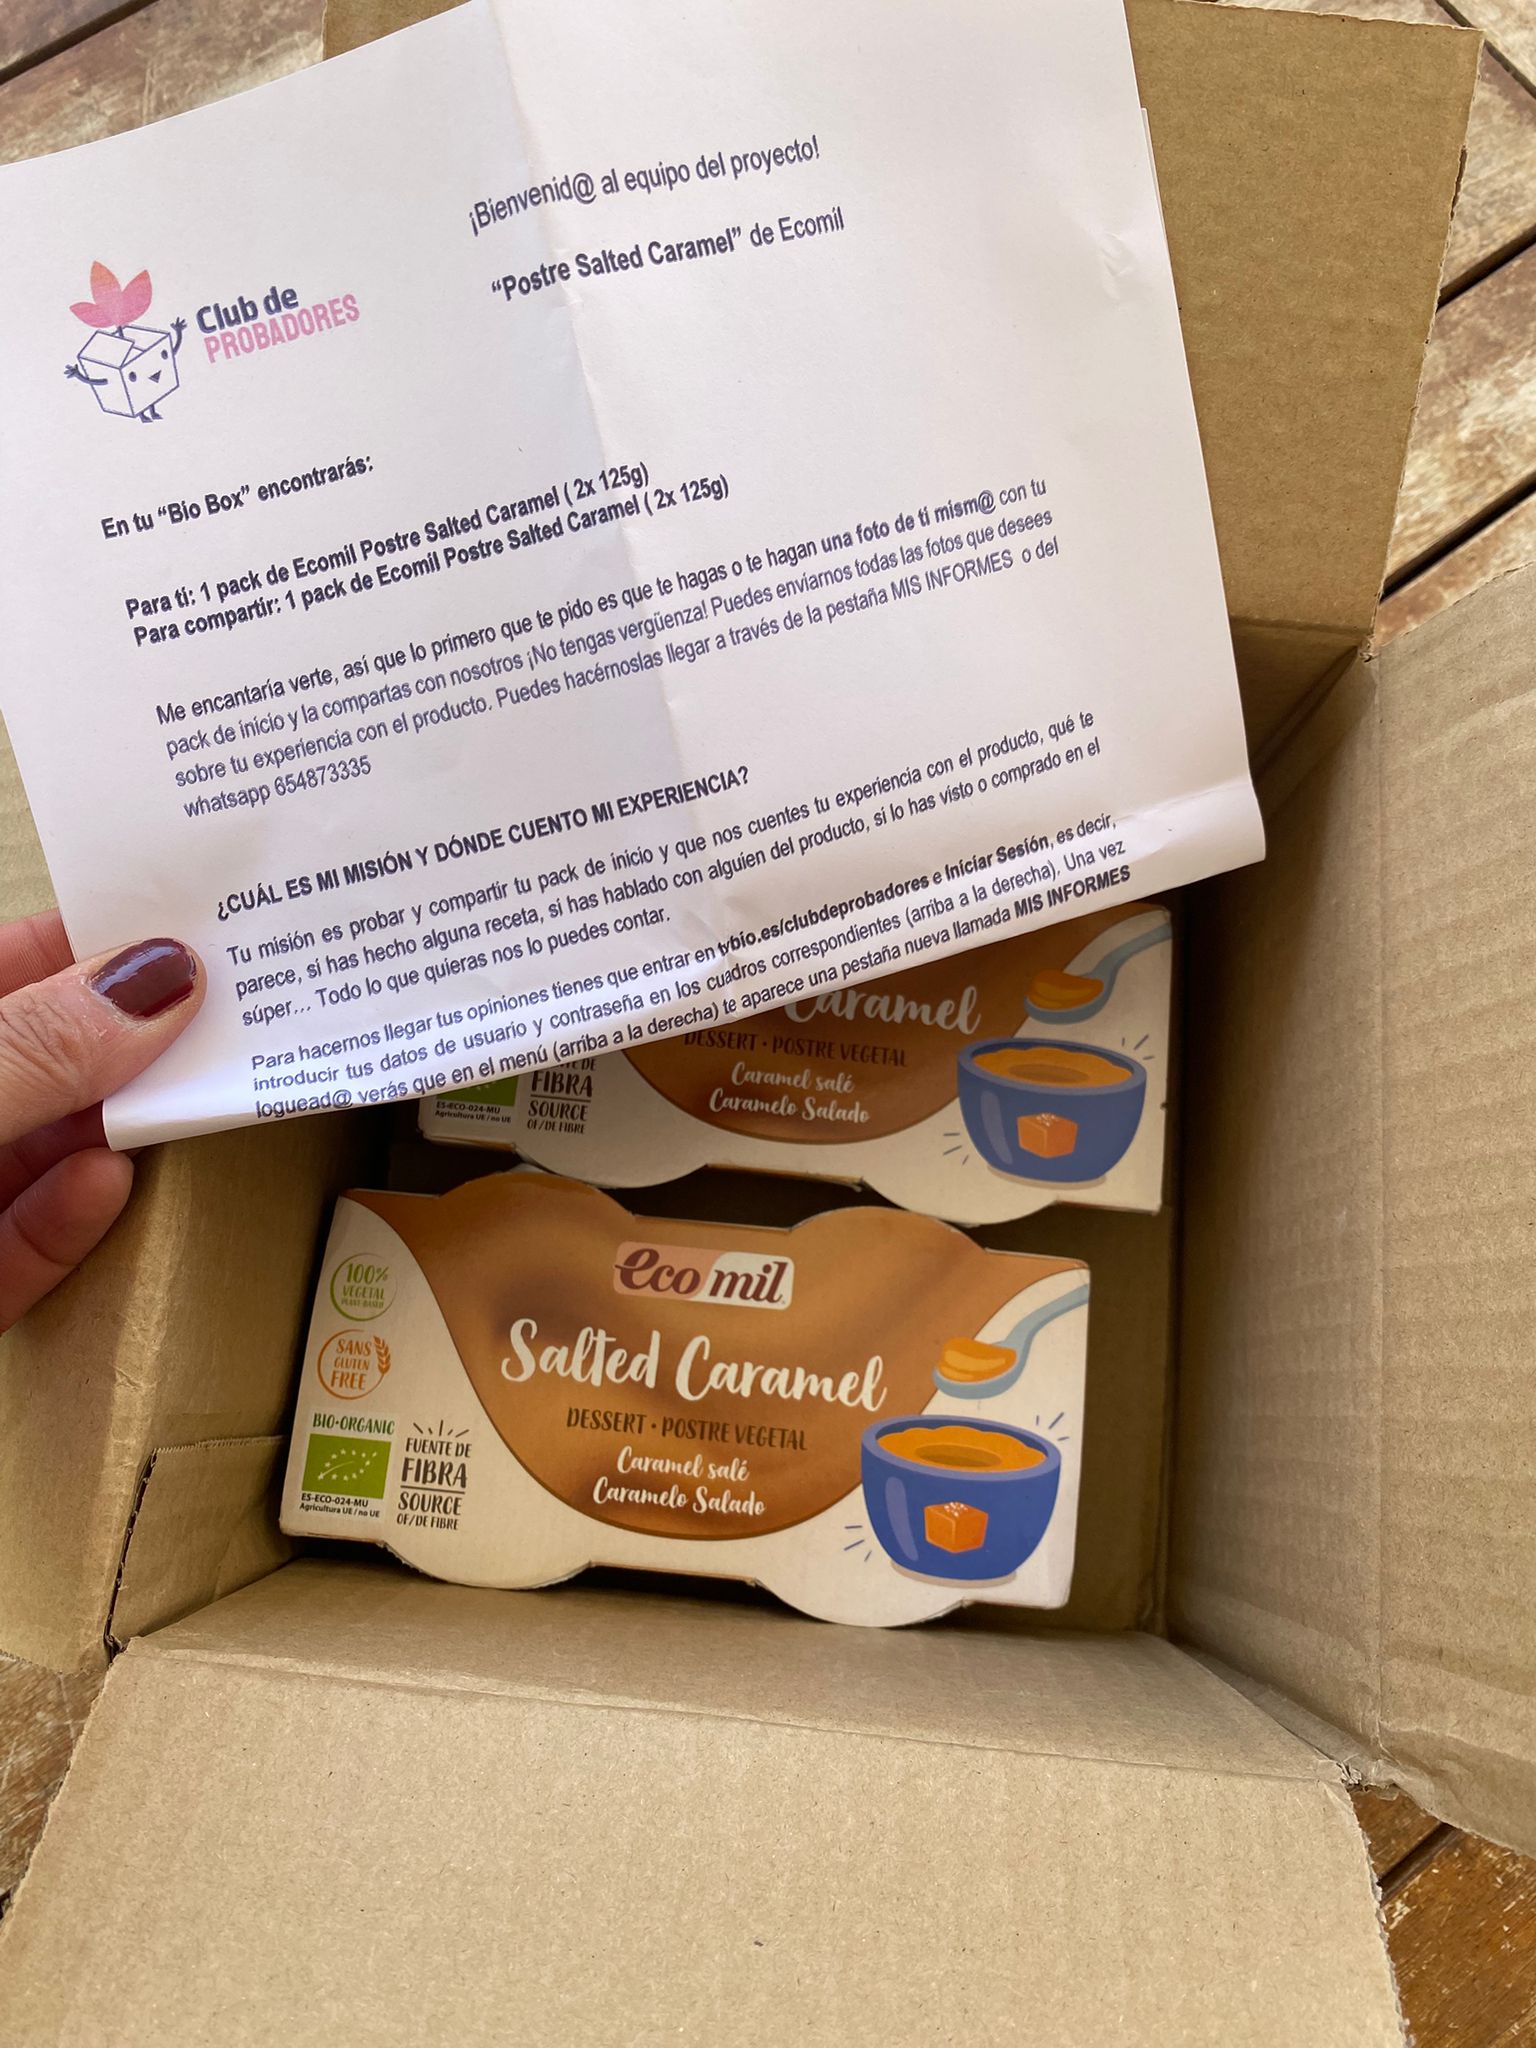 ¡Bienvenid@ al equipo del proyecto!
“Postre Salted Caramel” de Ecomil
Club de
PROBADORES
En tu “Bio Box” encontrarás:
Para ti: 1 pack de Ecomil Postre Salted Caramel ( 2x 125g)
Para compartir: 1 pack de Ecomil Postre Salted Caramel ( 2x 125g)
Me encantaría verte, así que lo primero que te pido es que te hagas o te hagan una foto de ti mism@ con tu
pack de inicio y la compartas con nosotros ¡No tengas vergüenza! Puedes enviarnos todas las fotos que desees
sobre tu experiencia con el producto. Puedes hacérnoslas llegar a través de la pestaña MIS INFORMES o del
whatsapp 654873335
¿CUÁL ES MI MISIÓN Y DÓNDE CUENTO MI EXPERIENCIA?
Tu misión es probar y compartir tu pack de inicio y que nos cuentes tu experiencia con el producto, qué te
parece, si has hecho alguna receta, si has hablado con alguien del producto, si lo has visto o comprado en el
súper... Todo lo que quieras nos lo puedes contar.
Para hacernos llegar tus opiniones tienes que entrar en tvbio.es/clubdeprobadores e Iniciar Sesión, es decir,
introducir tus datos de usuario y contraseña en los cuadros correspondientes (arriba a la derecha). Una vez
loguead@ verás que en el menú (arriba a la derecha) te aparece una pestaña nueva llamada MIS INFORMES
Caramel
DESSERT · POSTRE VEGETAL
Caramel salé
Caramelo Salado
FIBRA
SOURCE
OF/DE FIBRE
ES-ECO-024-MU
Agricultura UE / no UE
eco mil
Salted Caramel
DESSERT · POSTRE VEGETAL
Caramel salé
Caramelo Salado
100%
VEGETAL
PLANT-BASED
SANS
GLUTEN
FREE
BIO·ORGANIC
ES-ECO-024-MU
Agricultura UE / no UE
FUENTE DE
FIBRA
SOURCE
OF/DE FIBRE